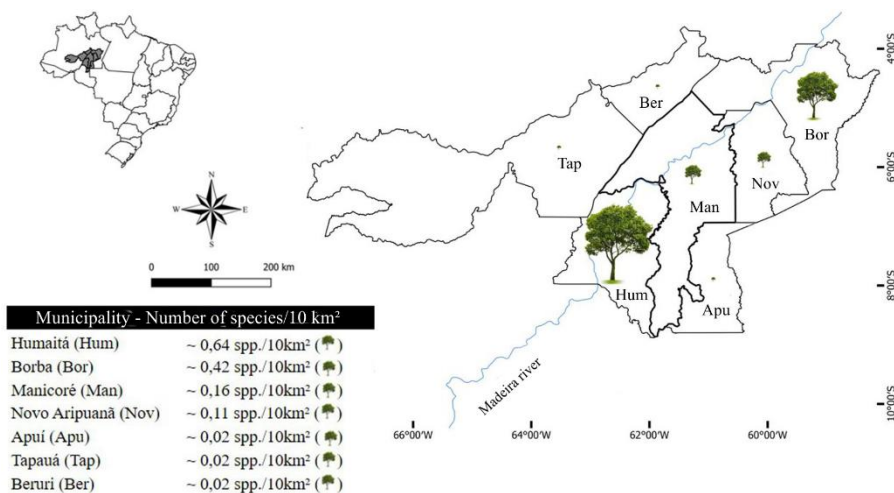 4°00'S
6°00'S
8°00'S
10°00'S
Ber
Bor
Tap
Nov
Man
Hum
Apu
N
W
E
S
0 100 200 km
Madeira river
66°00'W 64°00'W 62°00'W 60°00'W
Municipality - Number of species/10 km²
Humaitá (Hum) ~ 0,64 spp./10km² ( )
Borba (Bor) ~ 0,42 spp./10km² ( )
Manicoré (Man) ~ 0,16 spp./10km² ( )
Novo Aripuanã (Nov) ~ 0,11 spp./10km² ( )
Apuí (Apu) ~ 0,02 spp./10km² ( )
Tapauá (Tap) ~ 0,02 spp./10km² ( )
Beruri (Ber) ~ 0,02 spp./10km² ( )